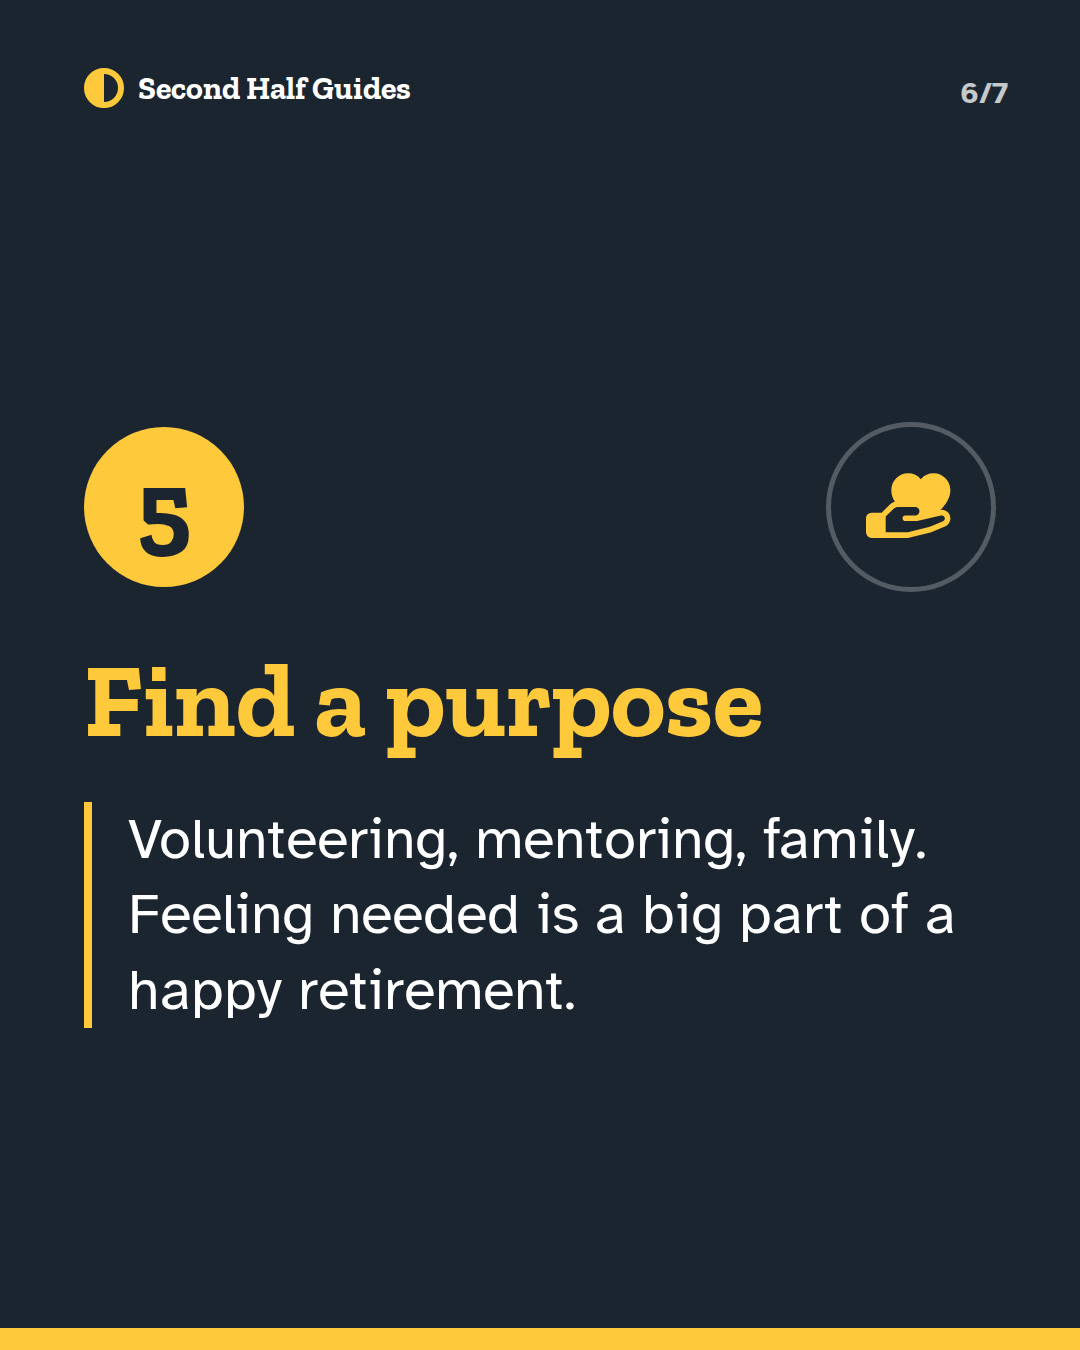 Second Half Guides
6/7
5
Find a purpose
Volunteering, mentoring, family.
Feeling needed is a big part of a
happy retirement.